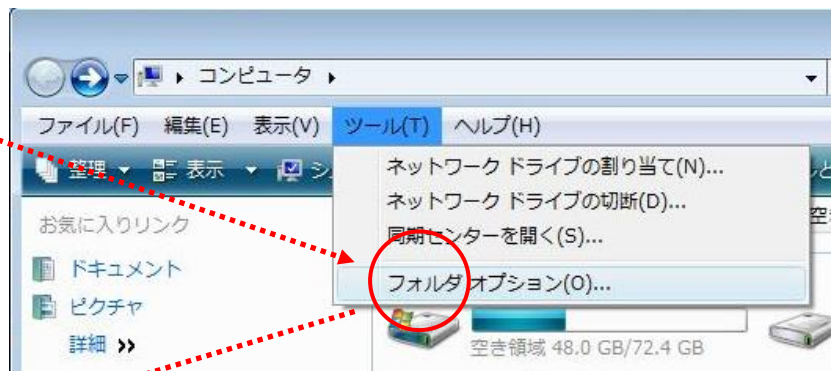 コンピュータ
ファイル(F) 編集(E) 表示(V) ツール(T) ヘルプ(H)
整理 表示
ネットワーク ドライブの割り当て(N)...
ネットワーク ドライブの切断(D)...
お気に入りリンク
同期センターを開く(S)...
ドキュメント
フォルダ オプション(O)...
ピクチャ
詳細 »
空き領域 48.0 GB/72.4 GB